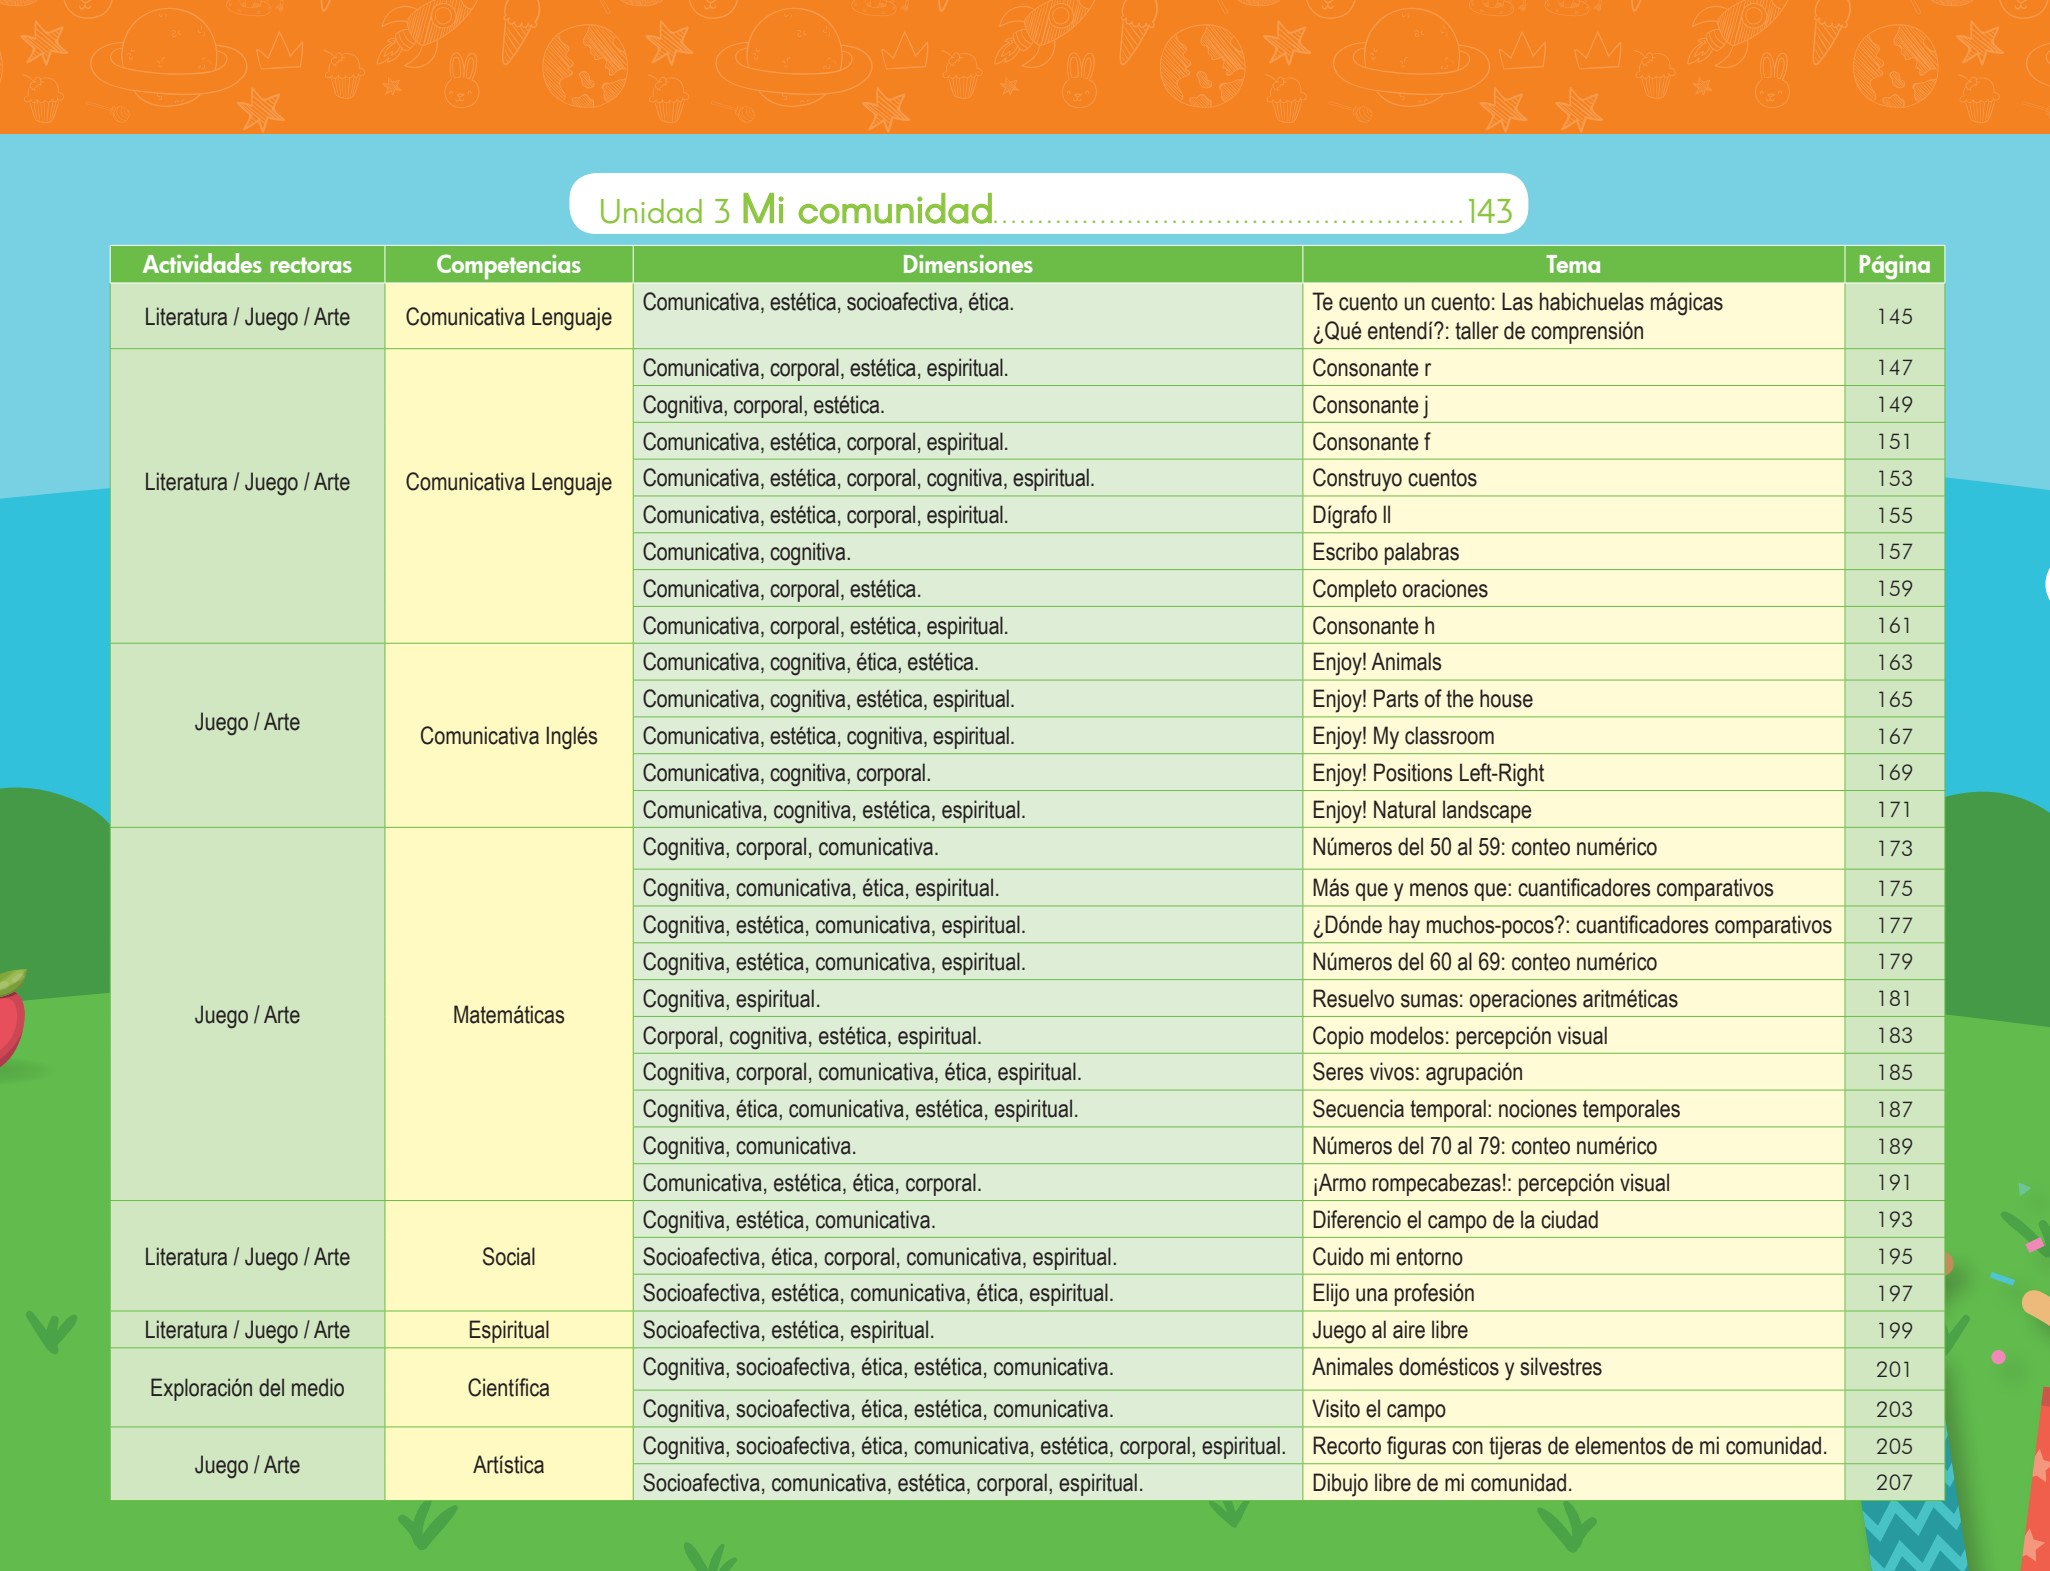 Unidad 3 Mi comunidad....................................................143
Actividades rectoras Competencias Dimensiones Tema Página
Literatura / Juego / Arte Comunicativa Lenguaje Comunicativa, estética, socioafectiva, ética. Te cuento un cuento: Las habichuelas mágicas
¿Qué entendí?: taller de comprensión 145
Literatura / Juego / Arte Comunicativa Lenguaje Comunicativa, corporal, estética, espiritual. Consonante r 147
Cognitiva, corporal, estética. Consonante j 149
Comunicativa, estética, corporal, espiritual. Consonante f 151
Comunicativa, estética, corporal, cognitiva, espiritual. Construyo cuentos 153
Comunicativa, estética, corporal, espiritual. Dígrafo ll 155
Comunicativa, cognitiva. Escribo palabras 157
Comunicativa, corporal, estética. Completo oraciones 159
Comunicativa, corporal, estética, espiritual. Consonante h 161
Juego / Arte Comunicativa Inglés Comunicativa, cognitiva, ética, estética. Enjoy! Animals 163
Comunicativa, cognitiva, estética, espiritual. Enjoy! Parts of the house 165
Comunicativa, estética, cognitiva, espiritual. Enjoy! My classroom 167
Comunicativa, cognitiva, corporal. Enjoy! Positions Left-Right 169
Comunicativa, cognitiva, estética, espiritual. Enjoy! Natural landscape 171
Juego / Arte Matemáticas Cognitiva, corporal, comunicativa. Números del 50 al 59: conteo numérico 173
Cognitiva, comunicativa, ética, espiritual. Más que y menos que: cuantificadores comparativos 175
Cognitiva, estética, comunicativa, espiritual. ¿Dónde hay muchos-pocos?: cuantificadores comparativos 177
Cognitiva, estética, comunicativa, espiritual. Números del 60 al 69: conteo numérico 179
Cognitiva, espiritual. Resuelvo sumas: operaciones aritméticas 181
Corporal, cognitiva, estética, espiritual. Copio modelos: percepción visual 183
Cognitiva, corporal, comunicativa, ética, espiritual. Seres vivos: agrupación 185
Cognitiva, ética, comunicativa, estética, espiritual. Secuencia temporal: nociones temporales 187
Cognitiva, comunicativa. Números del 70 al 79: conteo numérico 189
Comunicativa, estética, ética, corporal. ¡Armo rompecabezas!: percepción visual 191
Literatura / Juego / Arte Social Cognitiva, estética, comunicativa. Diferencio el campo de la ciudad 193
Socioafectiva, ética, corporal, comunicativa, espiritual. Cuido mi entorno 195
Socioafectiva, estética, comunicativa, ética, espiritual. Elijo una profesión 197
Literatura / Juego / Arte Espiritual Socioafectiva, estética, espiritual. Juego al aire libre 199
Exploración del medio Científica Cognitiva, socioafectiva, ética, estética, comunicativa. Animales domésticos y silvestres 201
Cognitiva, socioafectiva, ética, estética, comunicativa. Visito el campo 203
Juego / Arte Artística Cognitiva, socioafectiva, ética, comunicativa, estética, corporal, espiritual. Recorto figuras con tijeras de elementos de mi comunidad. 205
Socioafectiva, comunicativa, estética, corporal, espiritual. Dibujo libre de mi comunidad. 207